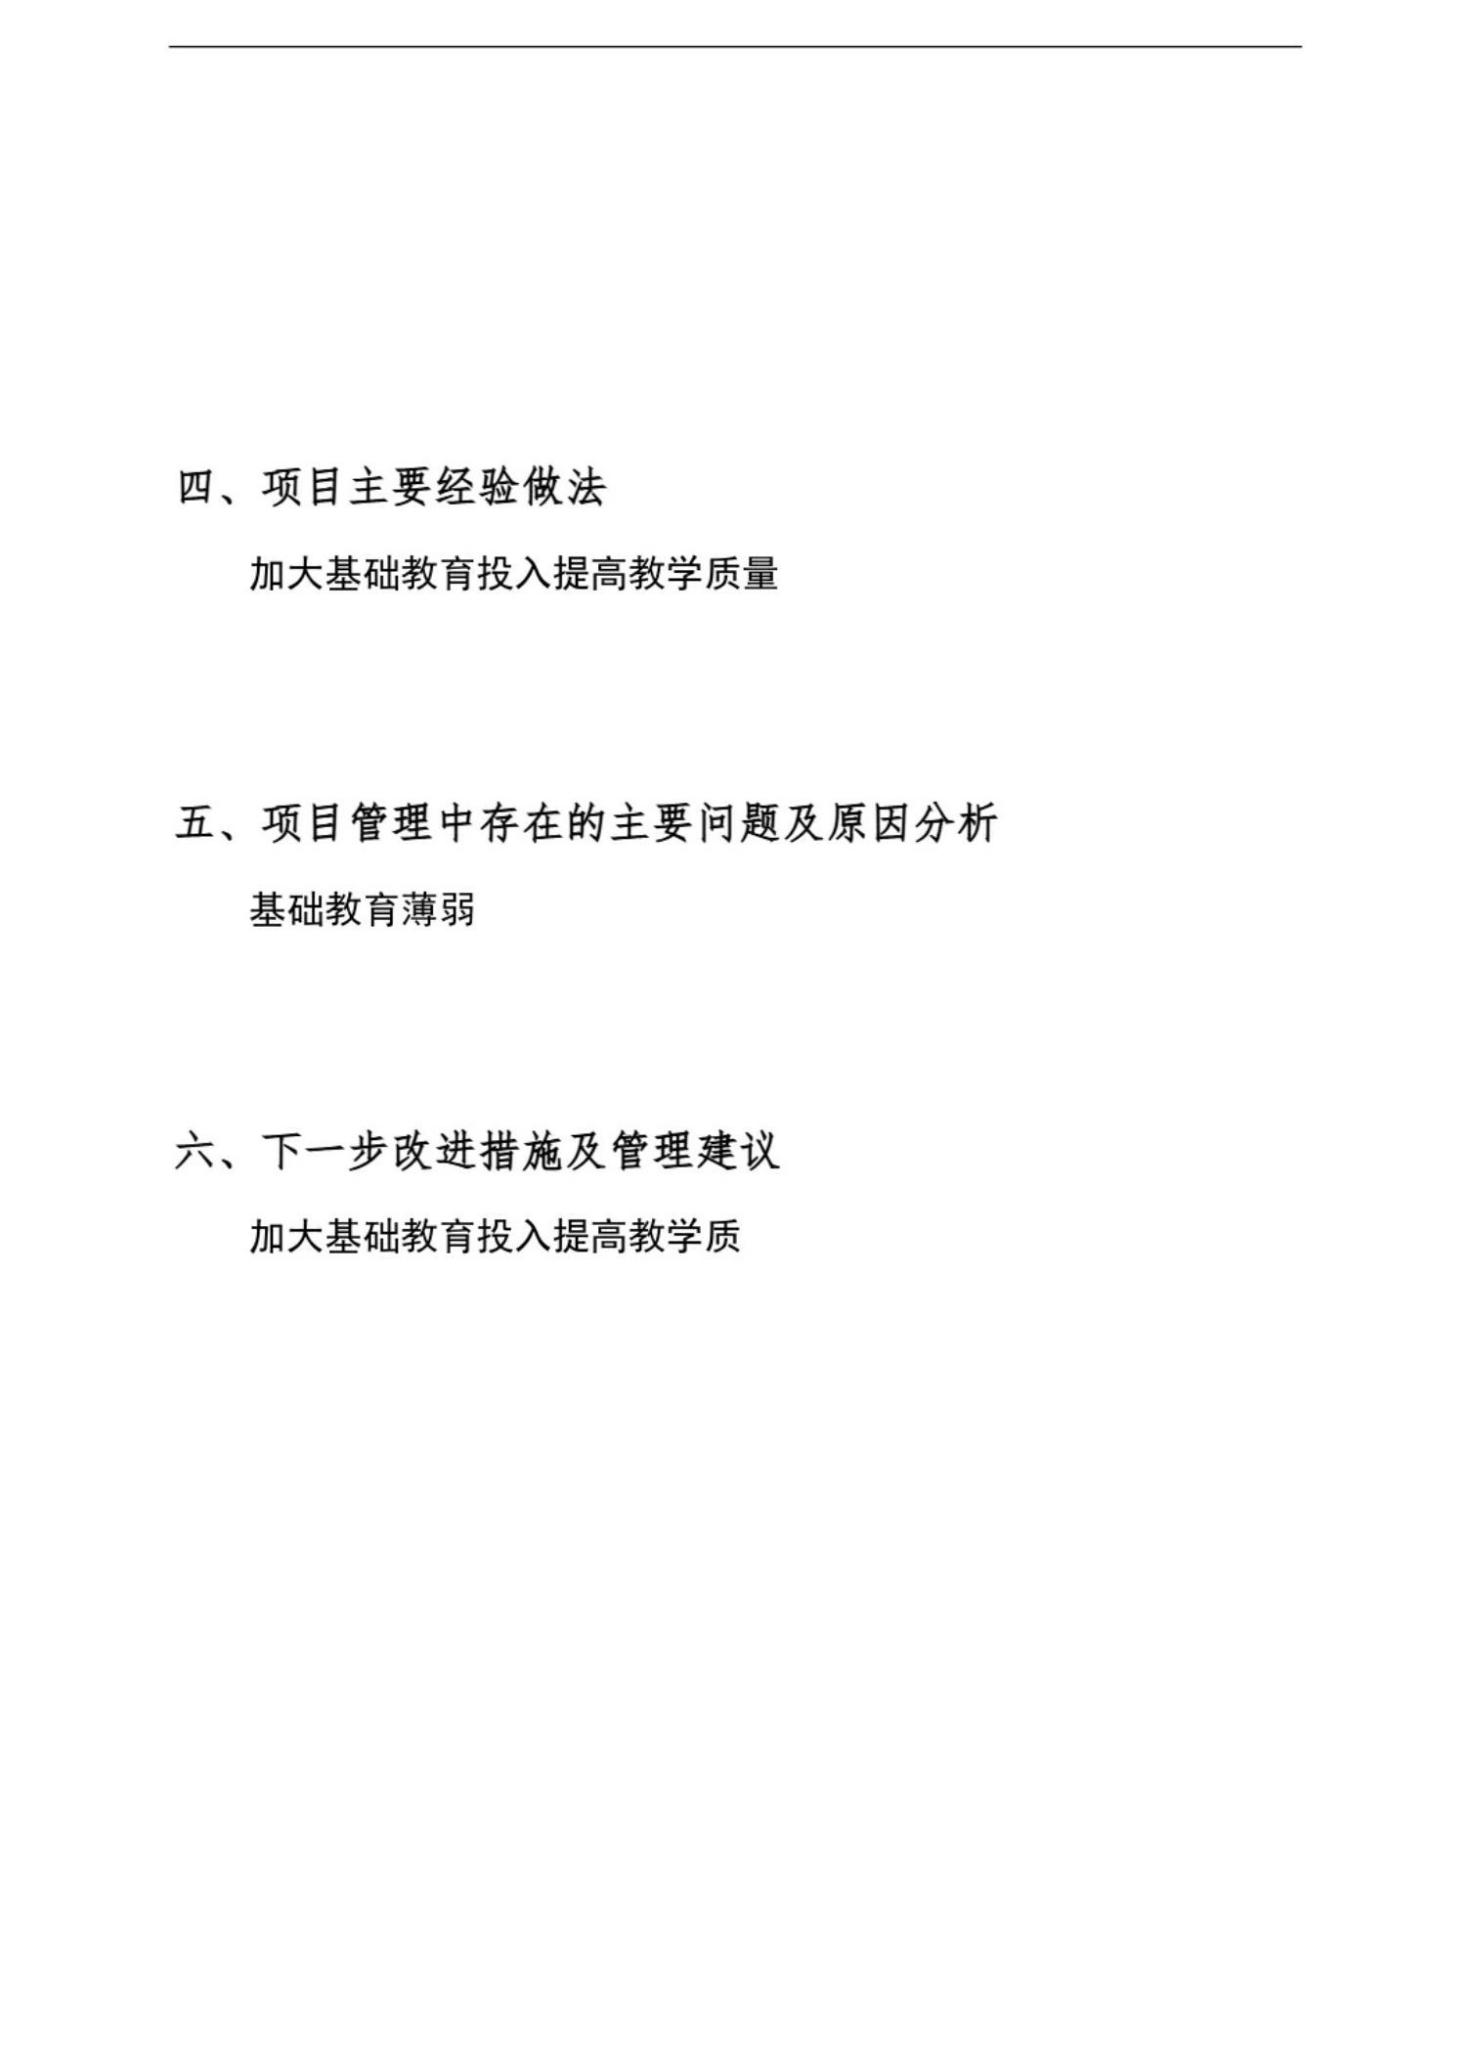 四、项目主要经验做法
加大基础教育投入提高教学质量
五、项目管理中存在的主要问题及原因分析
基础教育薄弱
六、下一步改进措施及管理建议
加大基础教育投入提高教学质